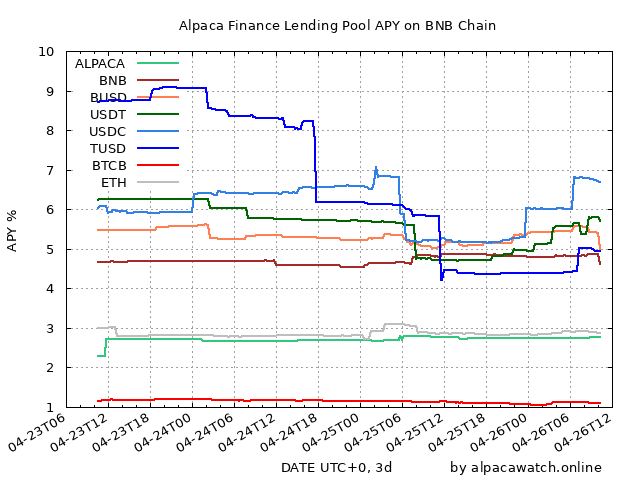 Alpaca Finance Lending Pool APY on BNB Chain
10
9
8
7
6
5
4
3
2
1
APY %
ALPACA
BNB
BUSD
USDT
USDC
TUSD
BTCB
ETH
04-23T06
04-23T12
04-23T18
04-24T00
04-24T06
04-24T12
04-24T18
04-25T00
04-25T06
04-25T12
04-25T18
04-26T00
04-26T06
04-26T12
DATE UTC+0, 3d
by alpacawatch.online